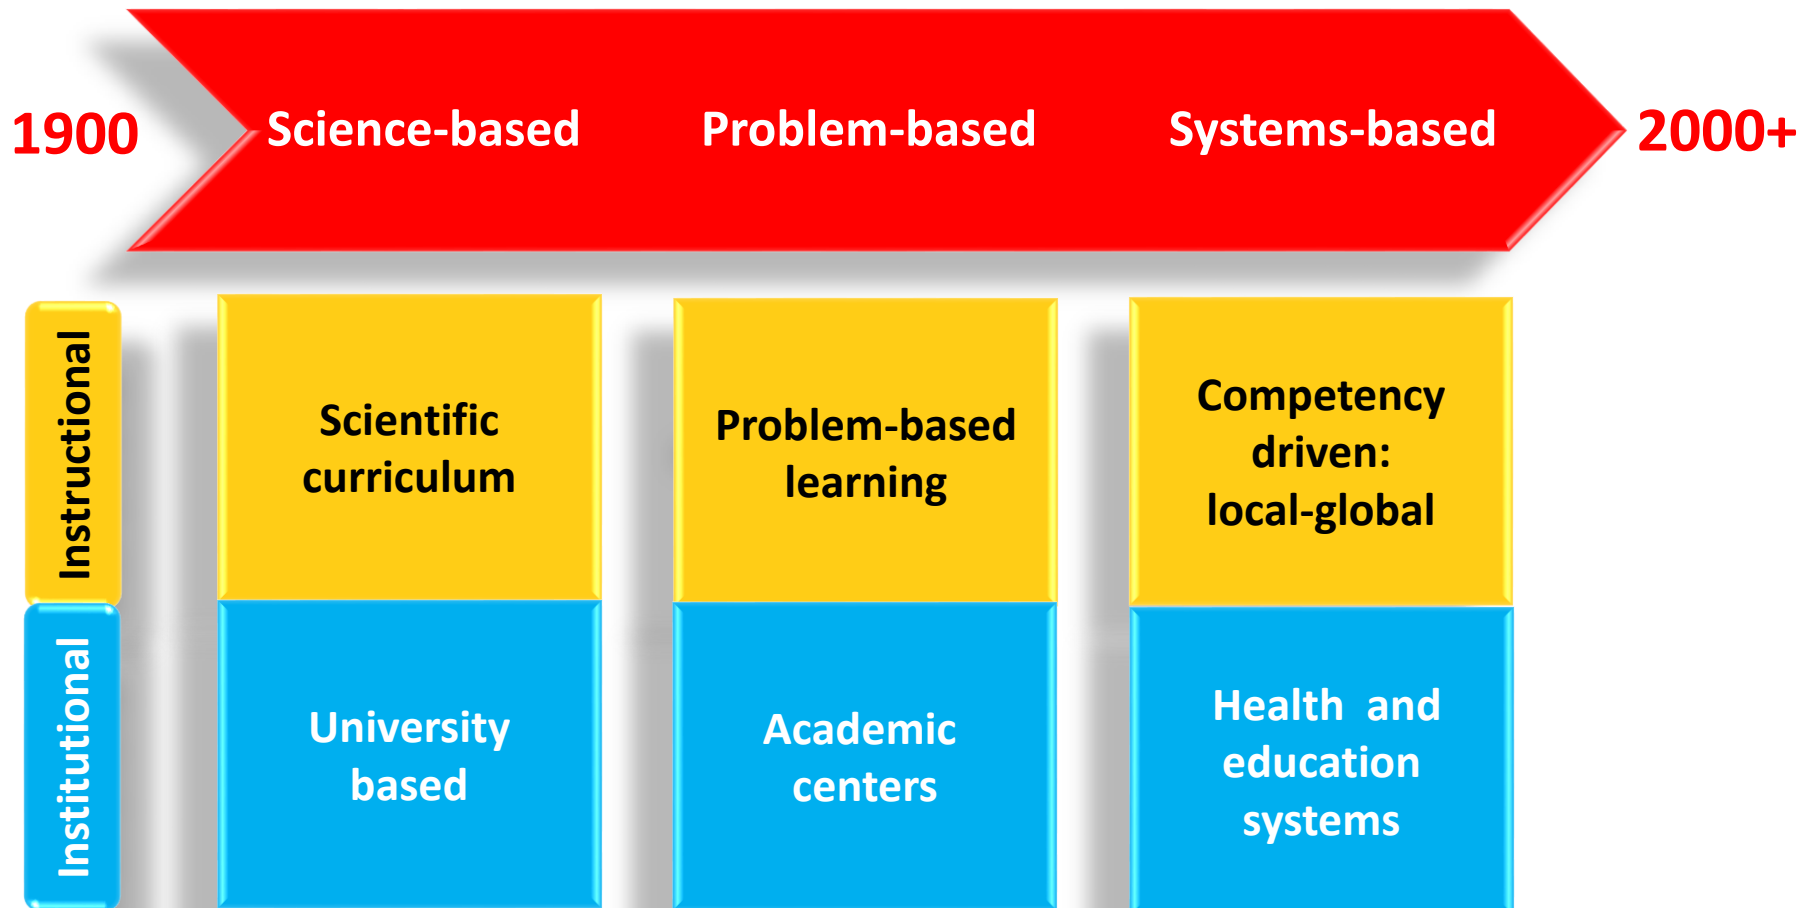 1900
Science-based
Problem-based
Systems-based
2000+
Instructional
Scientific
curriculum
Problem-based
learning
Competency
driven:
local-global
Institutional
University
based
Academic
centers
Health and
education
systems